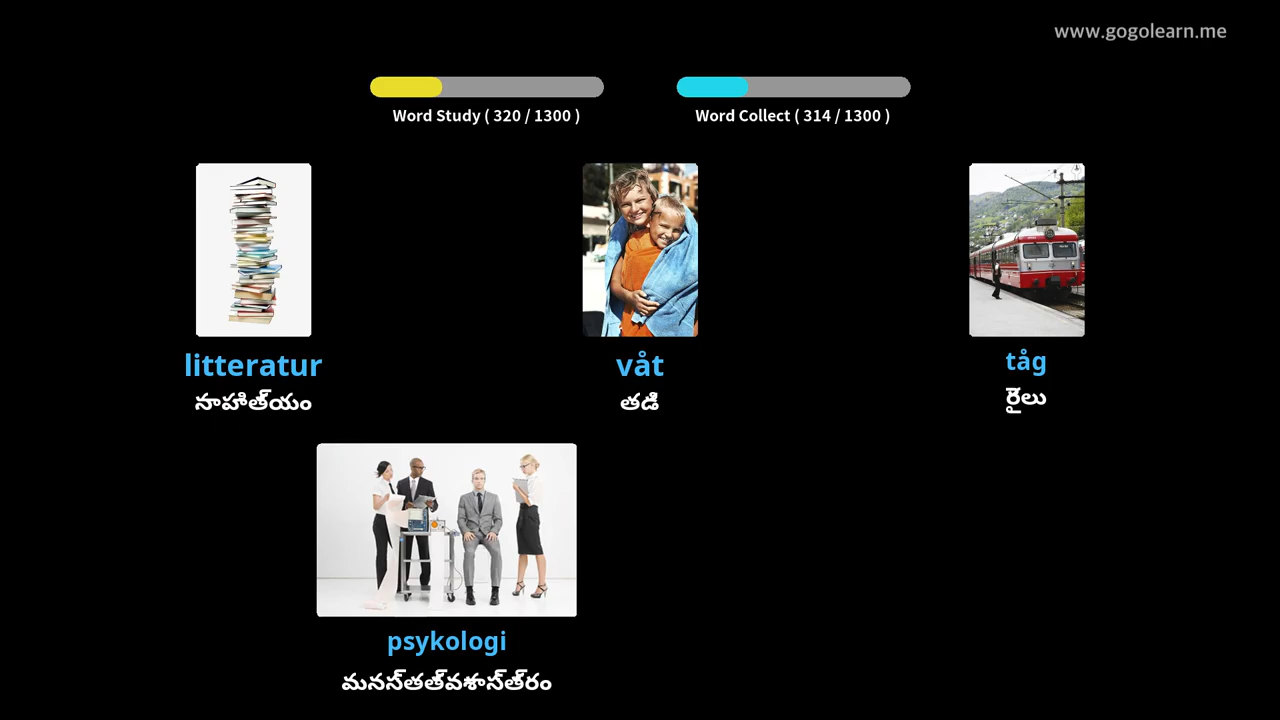 www.gogolearn.me
Word Study ( 320 / 1300 )
Word Collect ( 314 / 1300 )
litteratur
సాహిత్యం
våt
తడి
tåg
రైలు
psykologi
మనస్తత్వశాస్త్రం